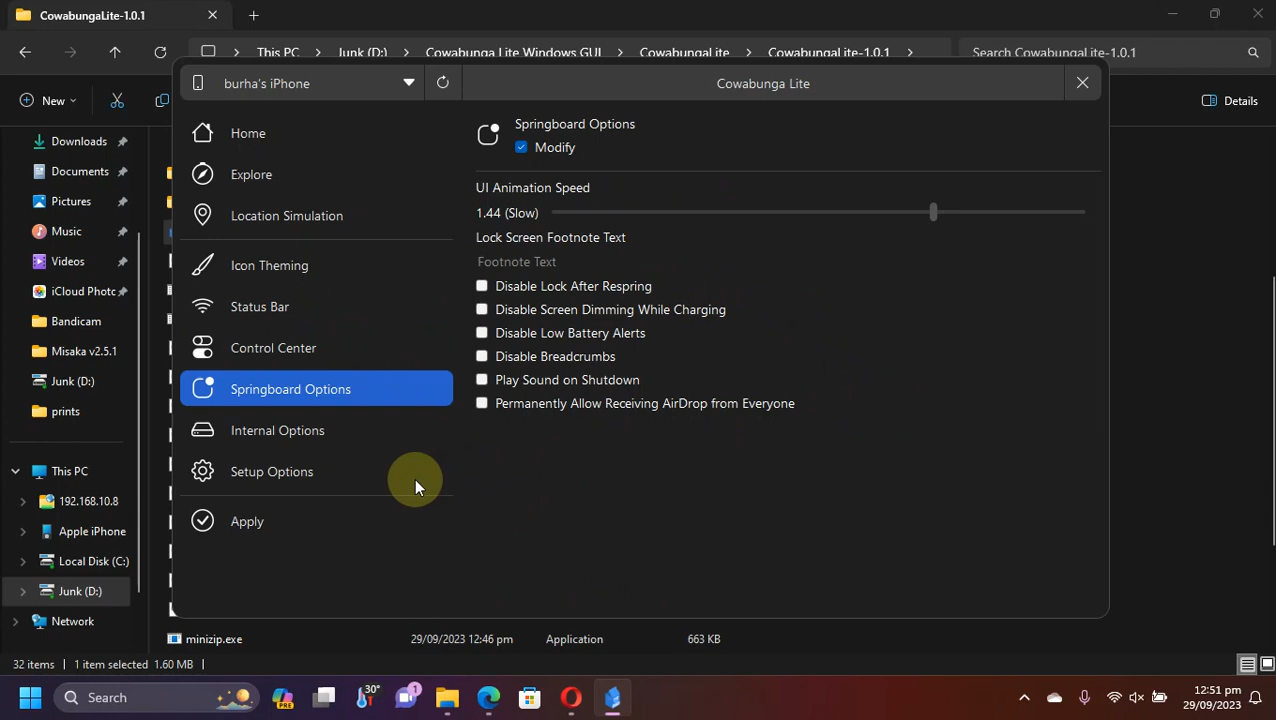 CowabungaLite-1.0.1
This PC
Junk (D:)
Cowabunga Lite Windows GUI
CowabungaLite
CowabungaLite-1.0.1
Search CowabungaLite-1.0.1
New
Details
burha's iPhone
Cowabunga Lite
Downloads
Documents
Pictures
Music
Videos
iCloud Photo
Bandicam
Misaka v2.5.1
Junk (D:)
prints
This PC
192.168.10.8
Apple iPhone
Local Disk (C:)
Junk (D:)
Network
Home
Explore
Location Simulation
Icon Theming
Status Bar
Control Center
Springboard Options
Internal Options
Setup Options
Apply
Springboard Options
Modify
UI Animation Speed
1.44 (Slow)
Lock Screen Footnote Text
Footnote Text
Disable Lock After Respring
Disable Screen Dimming While Charging
Disable Low Battery Alerts
Disable Breadcrumbs
Play Sound on Shutdown
Permanently Allow Receiving AirDrop from Everyone
minizip.exe 29/09/2023 12:46 pm Application 663 KB
32 items 1 item selected 1.60 MB
Search
PRE
30°
1
12:51 pm
29/09/2023